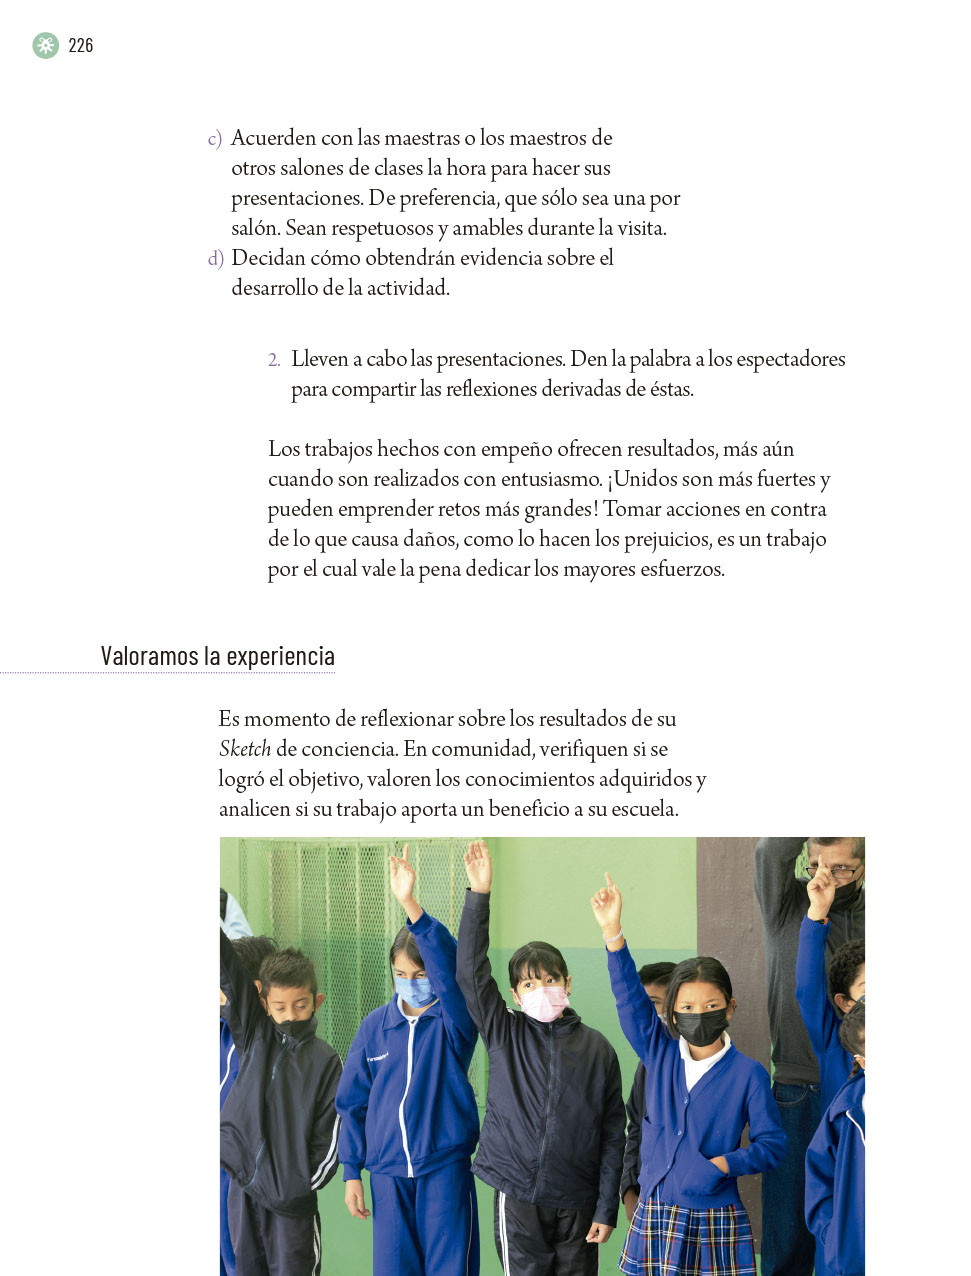 226
c) Acuerden con las maestras o los maestros de
otros salones de clases la hora para hacer sus
presentaciones. De preferencia, que sólo sea una por
salón. Sean respetuosos y amables durante la visita.
d) Decidan cómo obtendrán evidencia sobre el
desarrollo de la actividad.
2. Lleven a cabo las presentaciones. Den la palabra a los espectadores
para compartir las reflexiones derivadas de éstas.
Los trabajos hechos con empeño ofrecen resultados, más aún
cuando son realizados con entusiasmo. ¡Unidos son más fuertes y
pueden emprender retos más grandes! Tomar acciones en contra
de lo que causa daños, como lo hacen los prejuicios, es un trabajo
por el cual vale la pena dedicar los mayores esfuerzos.
Valoramos la experiencia
Es momento de reflexionar sobre los resultados de su
Sketch de conciencia. En comunidad, verifiquen si se
logró el objetivo, valoren los conocimientos adquiridos y
analicen si su trabajo aporta un beneficio a su escuela.